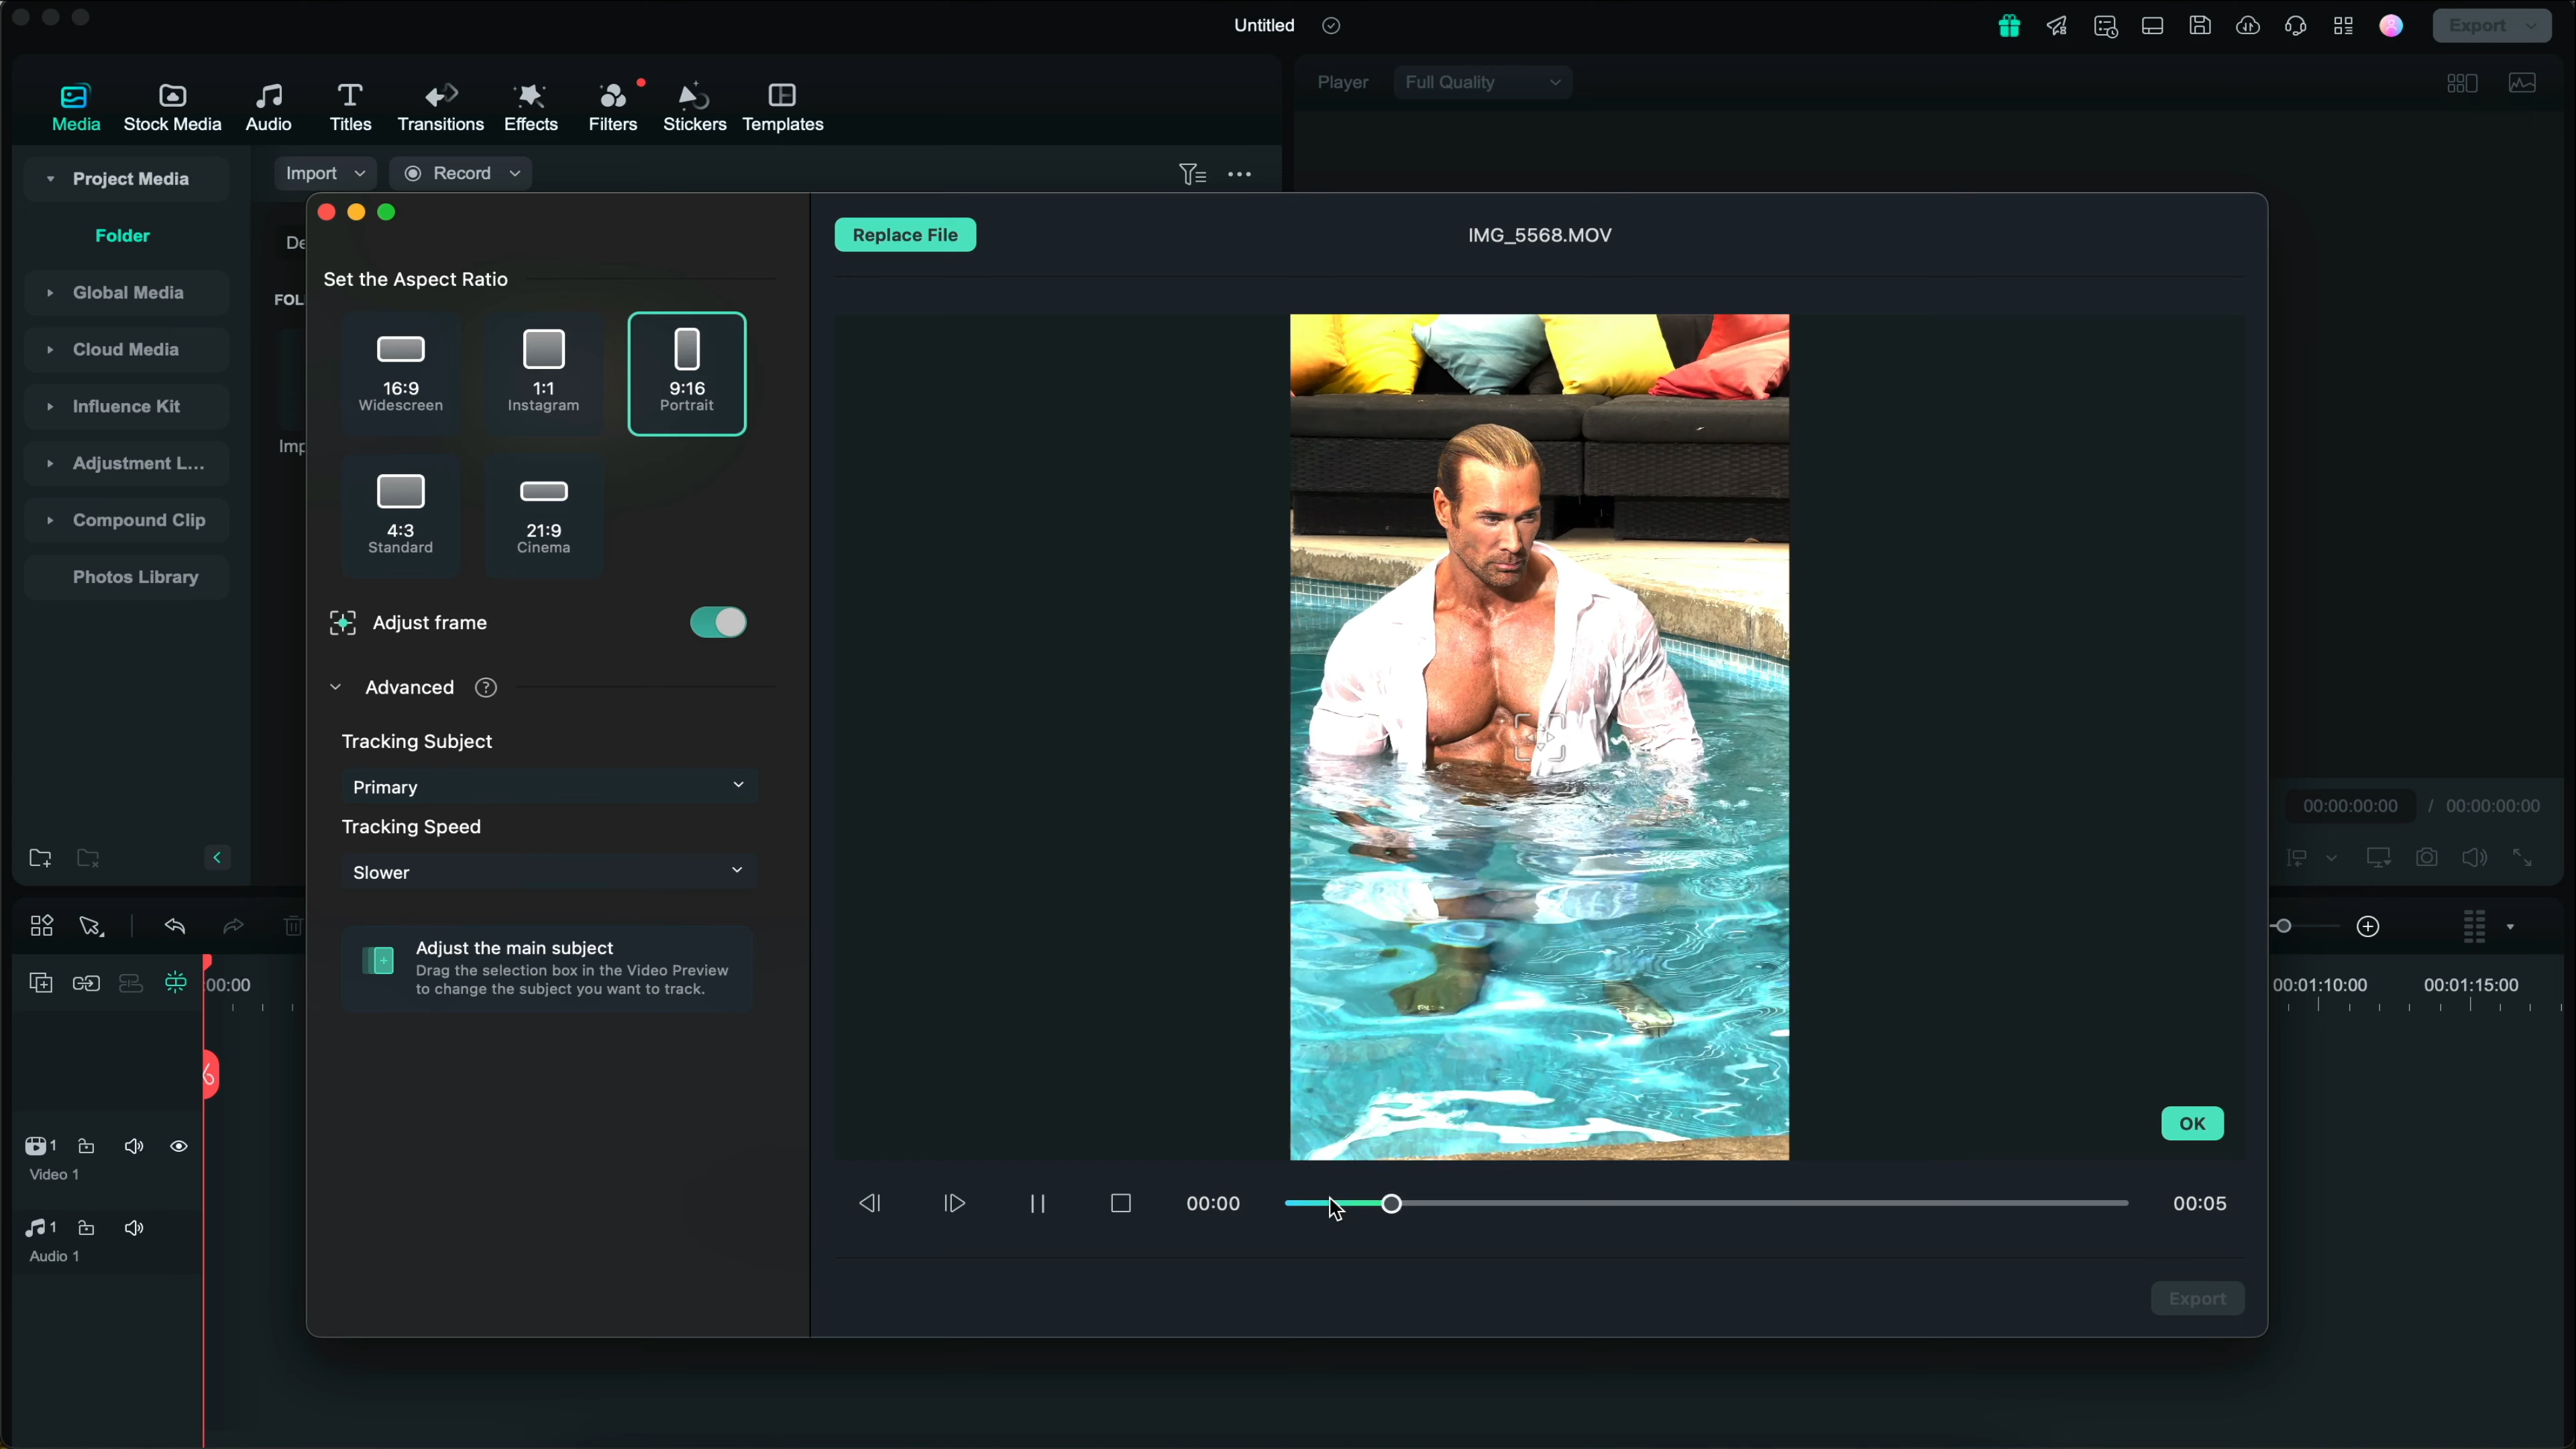 Untitled
Export
Media
Stock Media
Audio
Titles
Transitions
Effects
Filters
Stickers
Templates
Player
Full Quality
Project Media
Folder
Global Media
Cloud Media
Influence Kit
Adjustment L...
Compound Clip
Photos Library
Import
Record
De
FOL
Imp
Set the Aspect Ratio
16:9
Widescreen
1:1
Instagram
9:16
Portrait
4:3
Standard
21:9
Cinema
Adjust frame
Advanced
Tracking Subject
Primary
Tracking Speed
Slower
Adjust the main subject
Drag the selection box in the Video Preview
to change the subject you want to track.
Replace File
IMG_5568.MOV
OK
00:00
00:05
Export
00:00:00:00 / 00:00:00:00
:00:00
00:01:10:00
00:01:15:00
1
Video 1
1
Audio 1